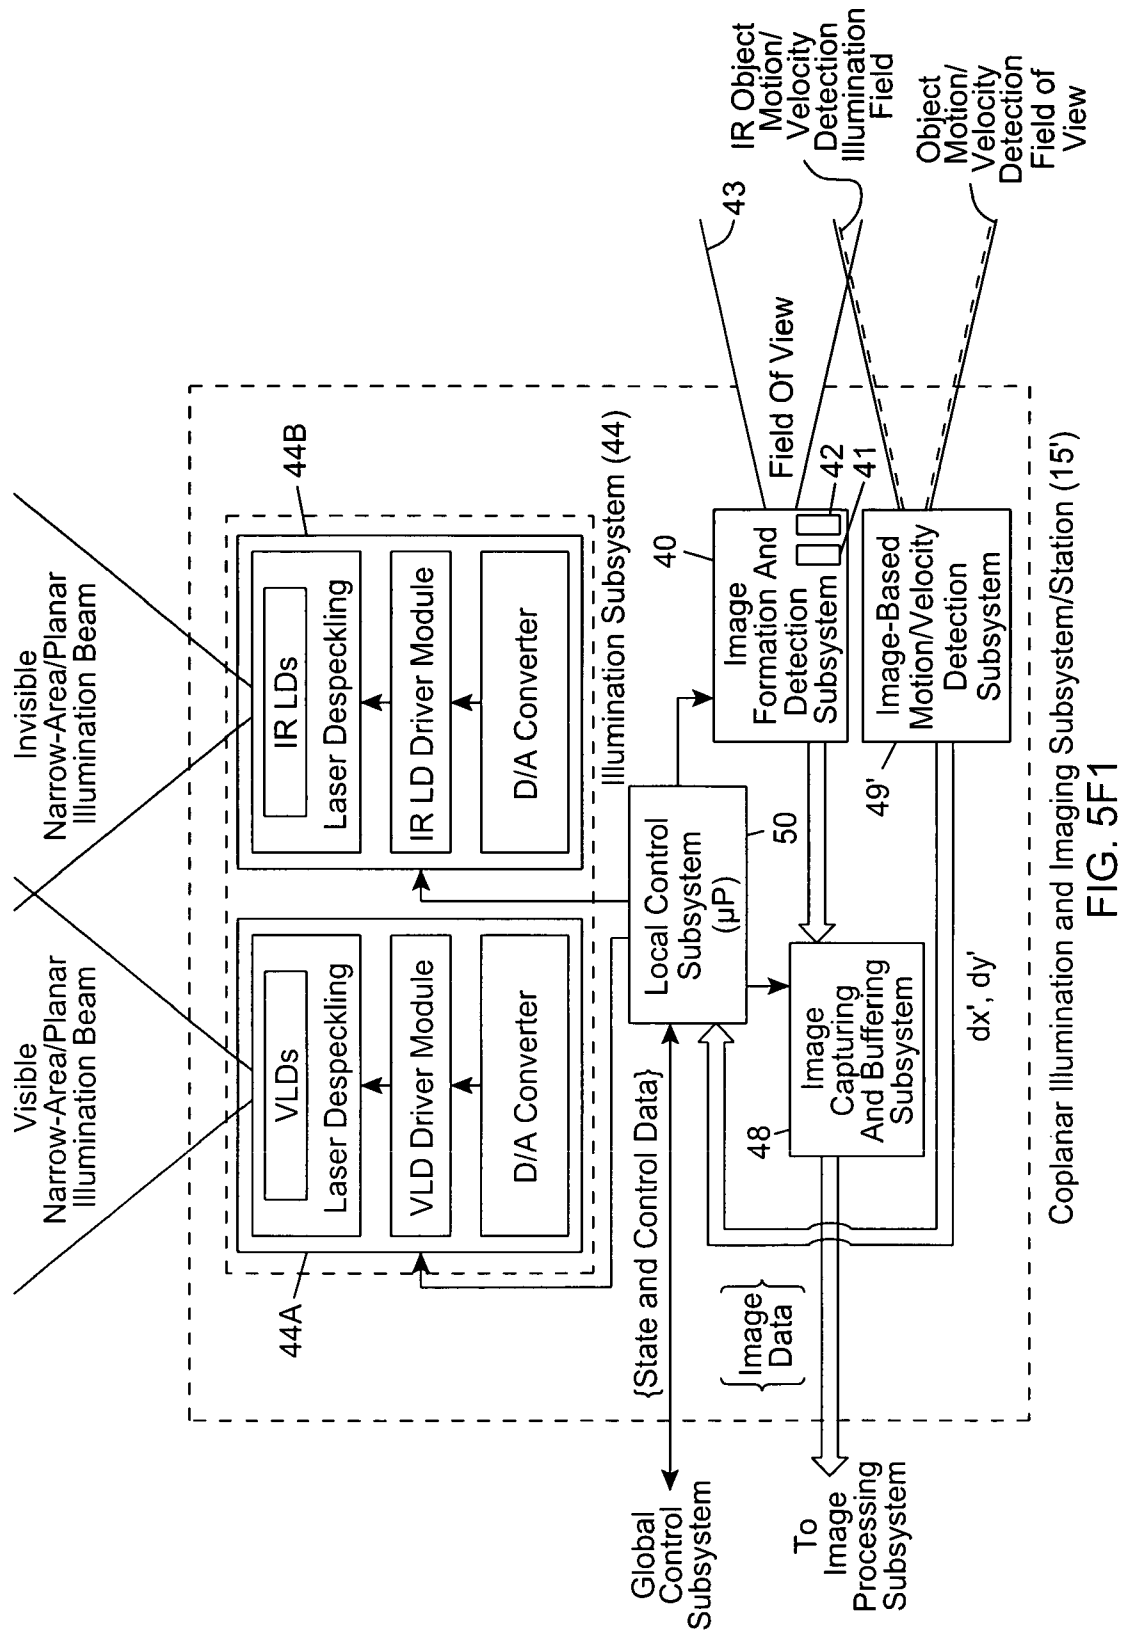 Visible
Narrow-Area/Planar
Illumination Beam
Invisible
Narrow-Area/Planar
Illumination Beam
44A
VLDs
Laser Despeckling
VLD Driver Module
D/A Converter
44B
IR LDs
Laser Despeckling
IR LD Driver Module
D/A Converter
Illumination Subsystem (44)
Global
Control
Subsystem
{State and Control Data}
Local Control
Subsystem
(µP)
50
40
Image
Formation And
Detection
Subsystem
42
41
Field Of View
43
IR Object
Motion/
Velocity
Detection
Illumination
Field
To
Image
Processing
Subsystem
{Image
Data}
48
Image
Capturing
And Buffering
Subsystem
49'
Image-Based
Motion/Velocity
Detection
Subsystem
Object
Motion/
Velocity
Detection
Field of
View
dx', dy'
Coplanar Illumination and Imaging Subsystem/Station (15')
FIG. 5F1